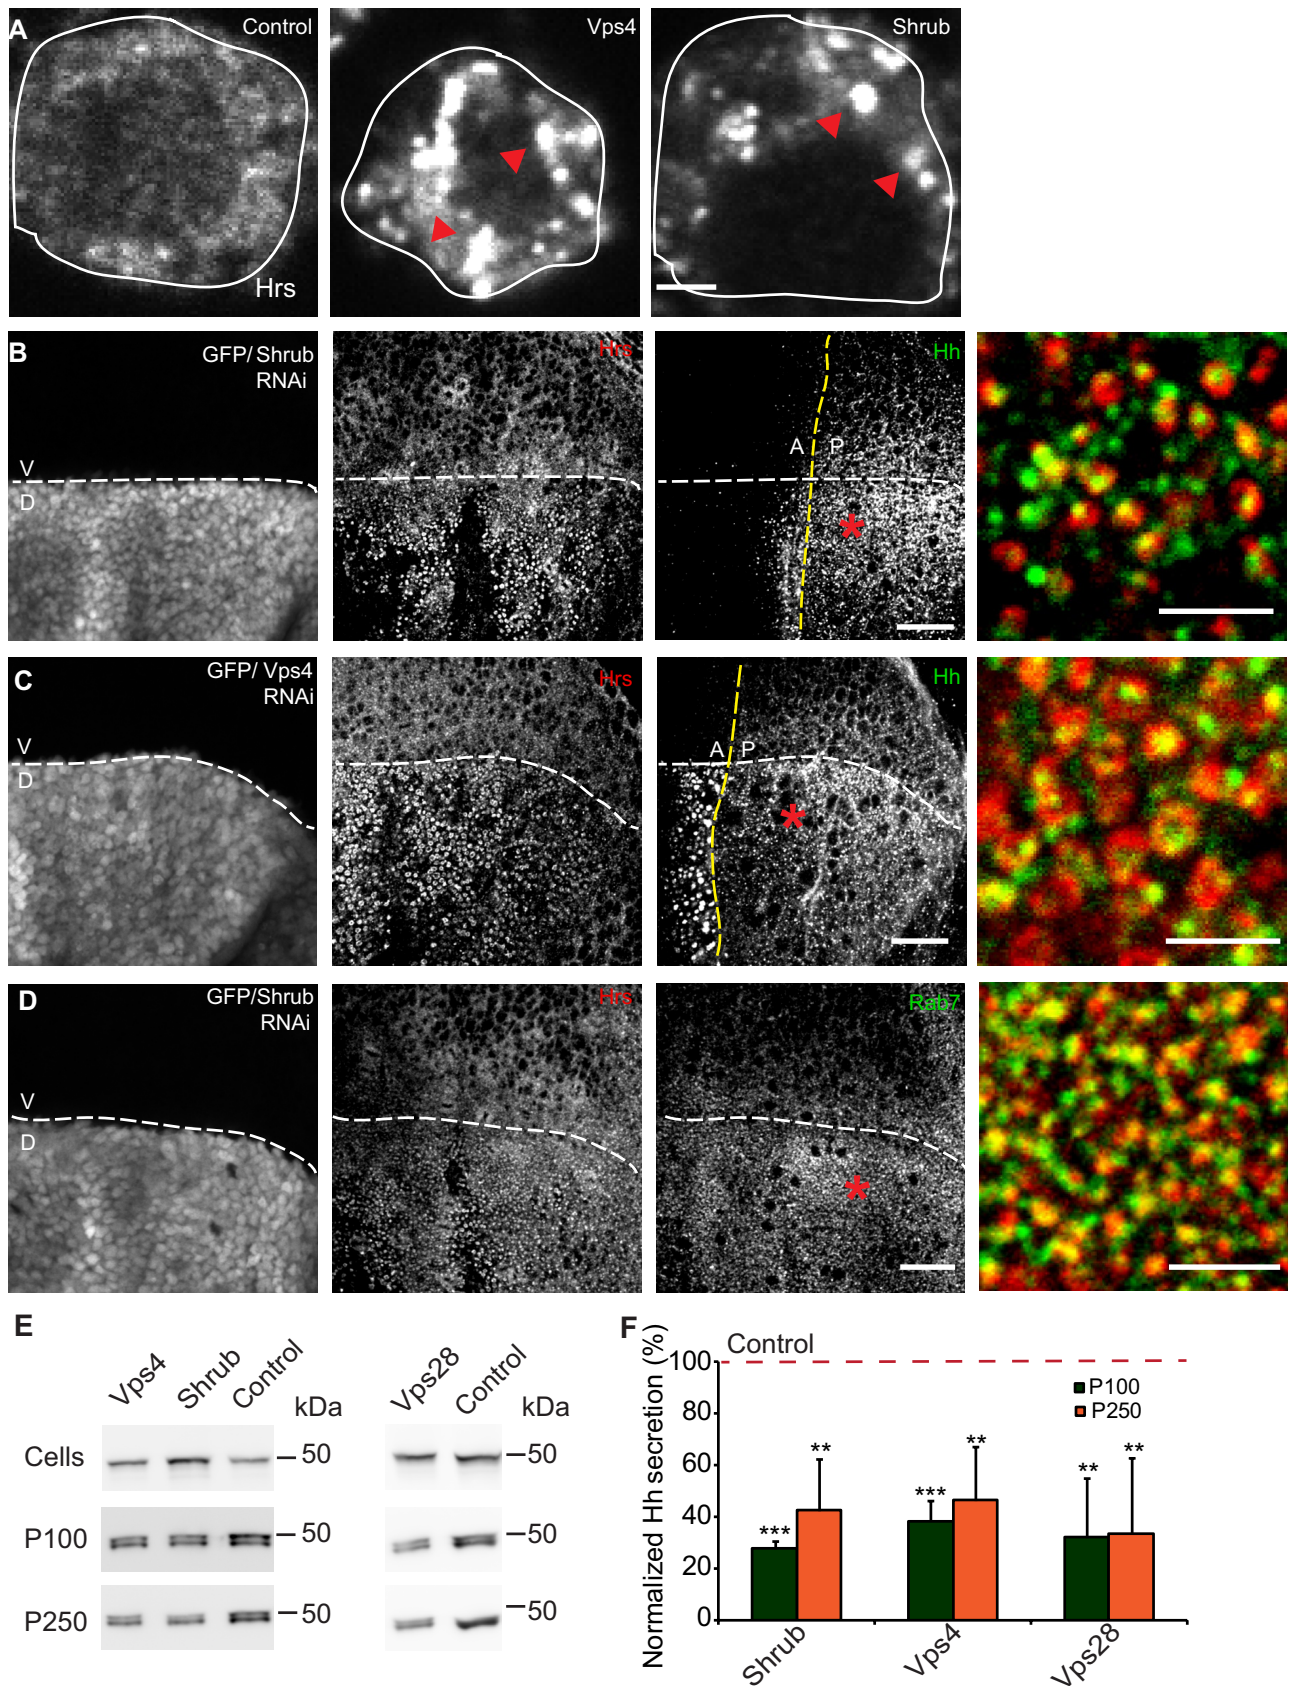 A
Control
Vps4
Shrub
Hrs
B
GFP/Shrub
RNAi
Hrs
Hh
V
D
A P
C
GFP/Vps4
RNAi
Hrs
Hh
V
D
A P
D
GFP/Shrub
RNAi
Hrs
Rab7
V
D
E
Vps4 Shrub Control kDa
Vps28 Control kDa
Cells
50
50
P100
50
50
P250
50
50
F
Normalized Hh secretion (%)
Control
100
80
60
40
20
0
P100
P250
*** **
*** **
** **
Shrub
Vps4
Vps28